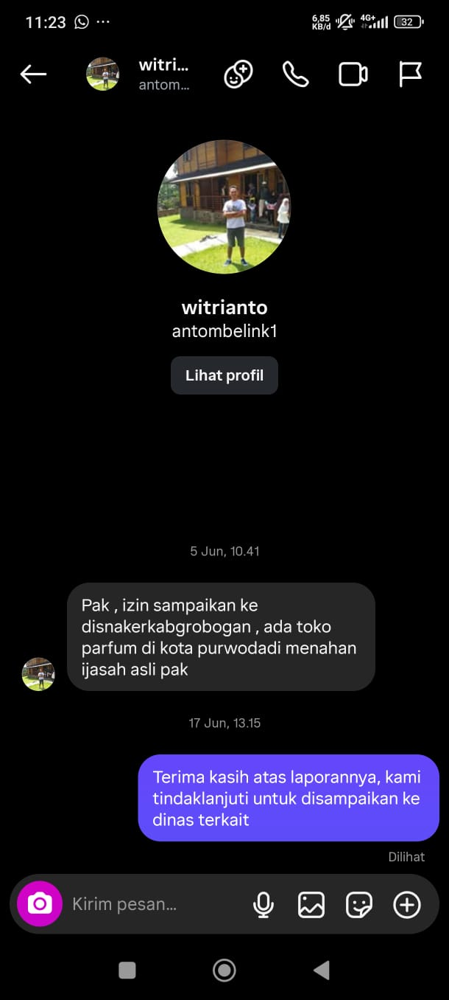 11:23
6,85
KB/d
4G+
32
witri...
antom...
witrianto
antombelink1
Lihat profil
5 Jun, 10.41
Pak , izin sampaikan ke
disnakerkabgrobogan , ada toko
parfum di kota purwodadi menahan
ijasah asli pak
17 Jun, 13.15
Terima kasih atas laporannya, kami
tindaklanjuti untuk disampaikan ke
dinas terkait
Dilihat
Kirim pesan...